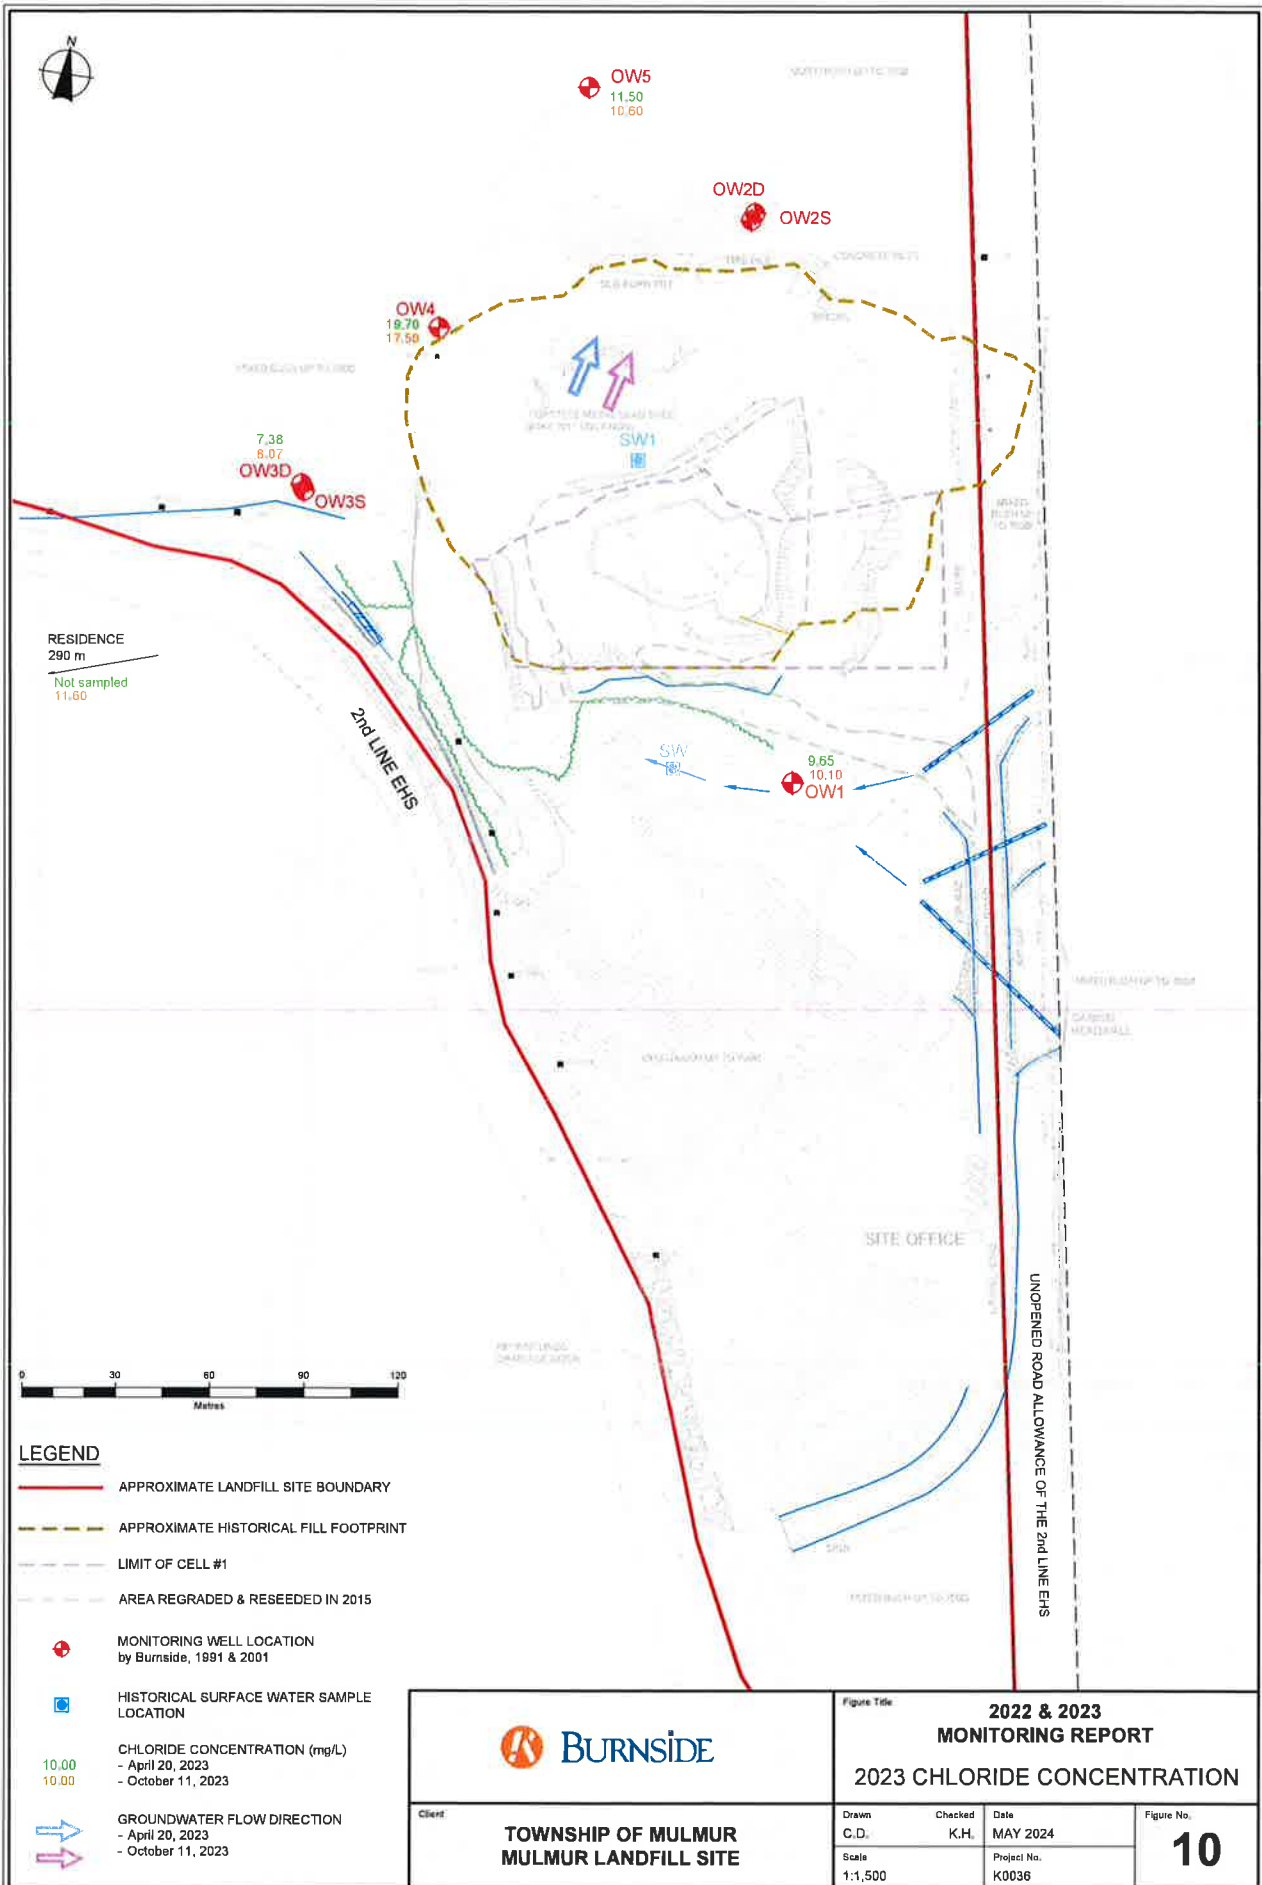 N
OW5
11.50
10.60
OW2D
OW2S
OW4
19.70
17.50
SW1
7.38
8.07
OW3D
OW3S
RESIDENCE
290 m
Not sampled
11.60
2nd LINE EHS
SW
9.65
10.10
OW1
SITE OFFICE
UNOPENED ROAD ALLOWANCE OF THE 2nd LINE EHS
0 30 60 90 120
Metres
LEGEND
APPROXIMATE LANDFILL SITE BOUNDARY
APPROXIMATE HISTORICAL FILL FOOTPRINT
LIMIT OF CELL #1
AREA REGRADED & RESEEDED IN 2015
MONITORING WELL LOCATION
by Burnside, 1991 & 2001
HISTORICAL SURFACE WATER SAMPLE
LOCATION
CHLORIDE CONCENTRATION (mg/L)
10.00 - April 20, 2023
10.00 - October 11, 2023
GROUNDWATER FLOW DIRECTION
- April 20, 2023
- October 11, 2023
BURNSIDE
Figure Title
2022 & 2023
MONITORING REPORT
2023 CHLORIDE CONCENTRATION
Client
TOWNSHIP OF MULMUR
MULMUR LANDFILL SITE
Drawn Checked Date Figure No.
C.D. K.H. MAY 2024
10
Scale Project No.
1:1,500 K0036